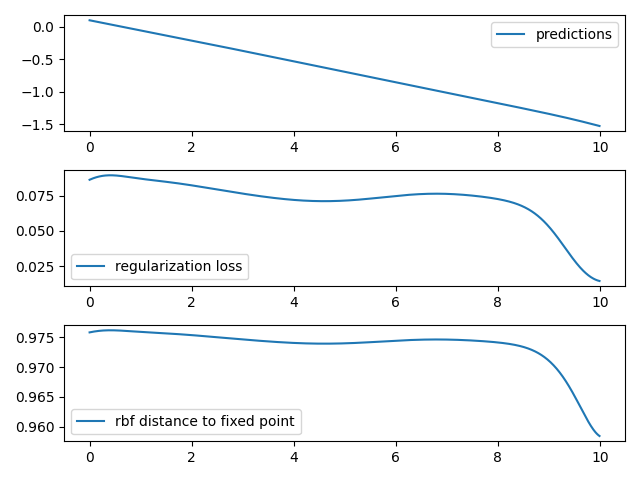 0.0
−0.5
−1.0
−1.5
predictions
0 2 4 6 8 10
0.075
0.050
0.025
regularization loss
0 2 4 6 8 10
0.975
0.970
0.965
0.960
rbf distance to fixed point
0 2 4 6 8 10